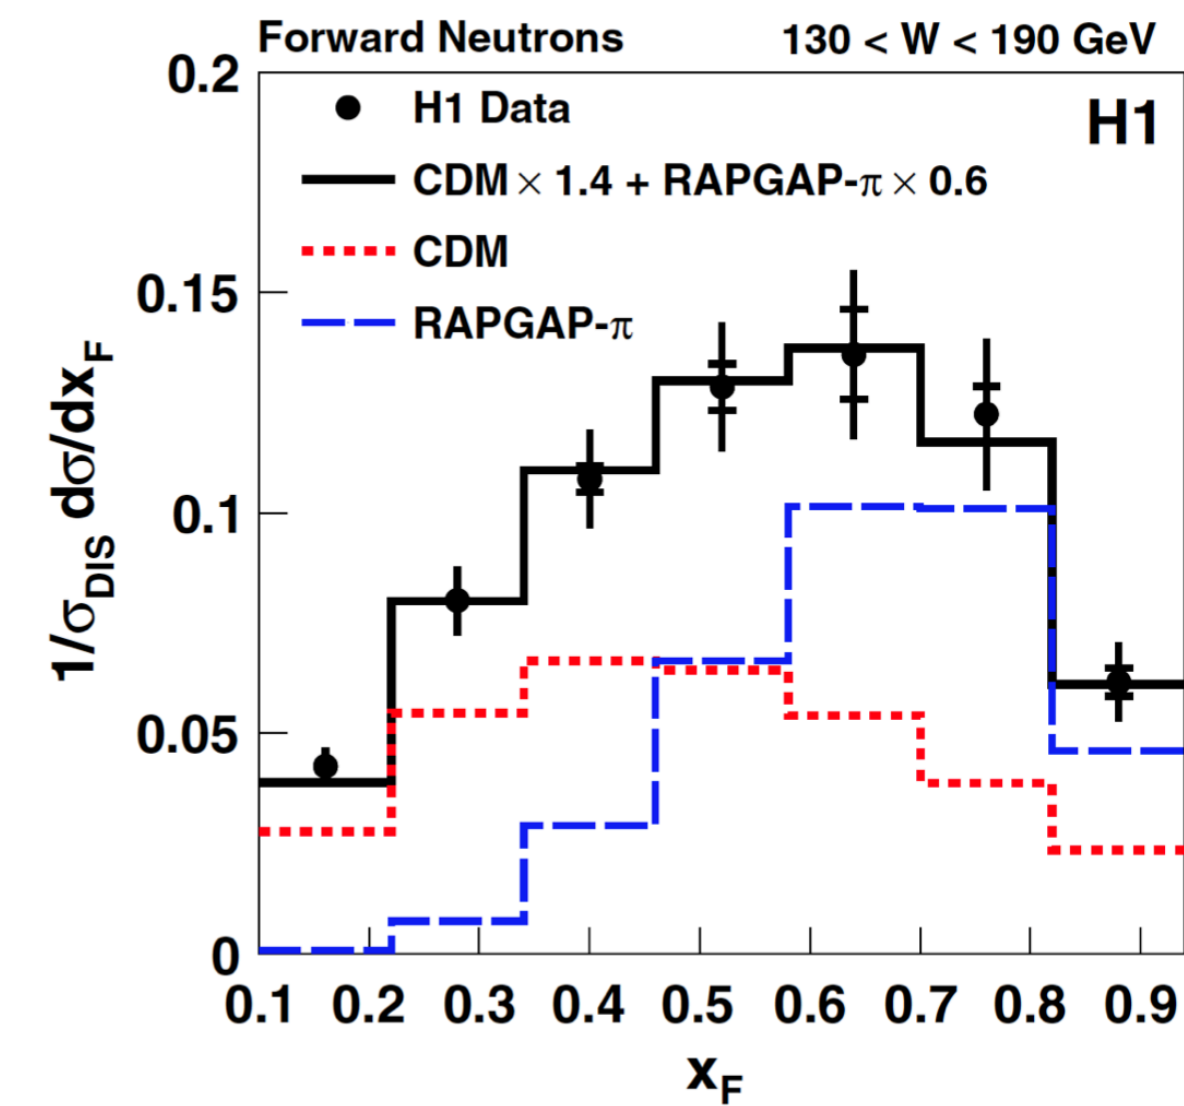 Forward Neutrons
130 < W < 190 GeV
H1
H1 Data
CDM × 1.4 + RAPGAP-π × 0.6
CDM
RAPGAP-π
1/σDIS dσ/dxF
0.2
0.15
0.1
0.05
0
0.1 0.2 0.3 0.4 0.5 0.6 0.7 0.8 0.9
xF